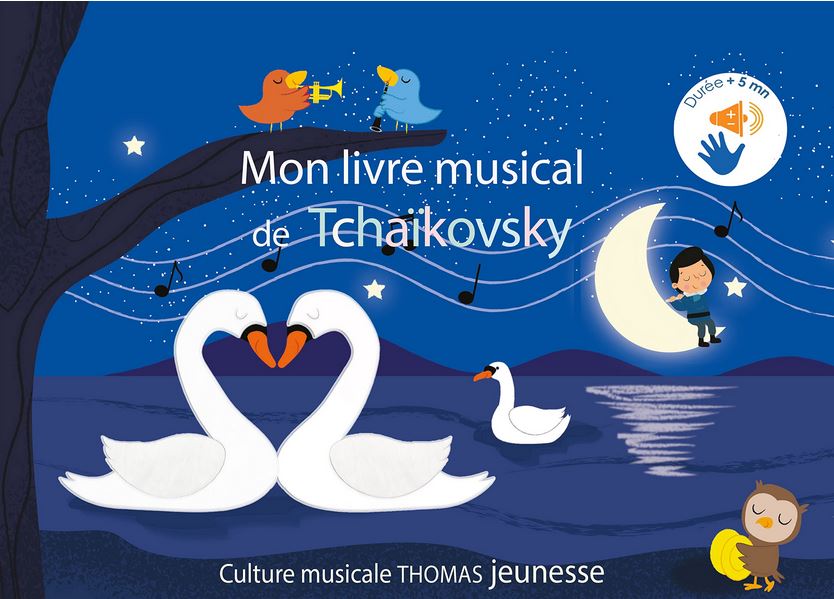 Durée + 5 mn
Mon livre musical
de Tchaïkovsky
Culture musicale THOMAS jeunesse